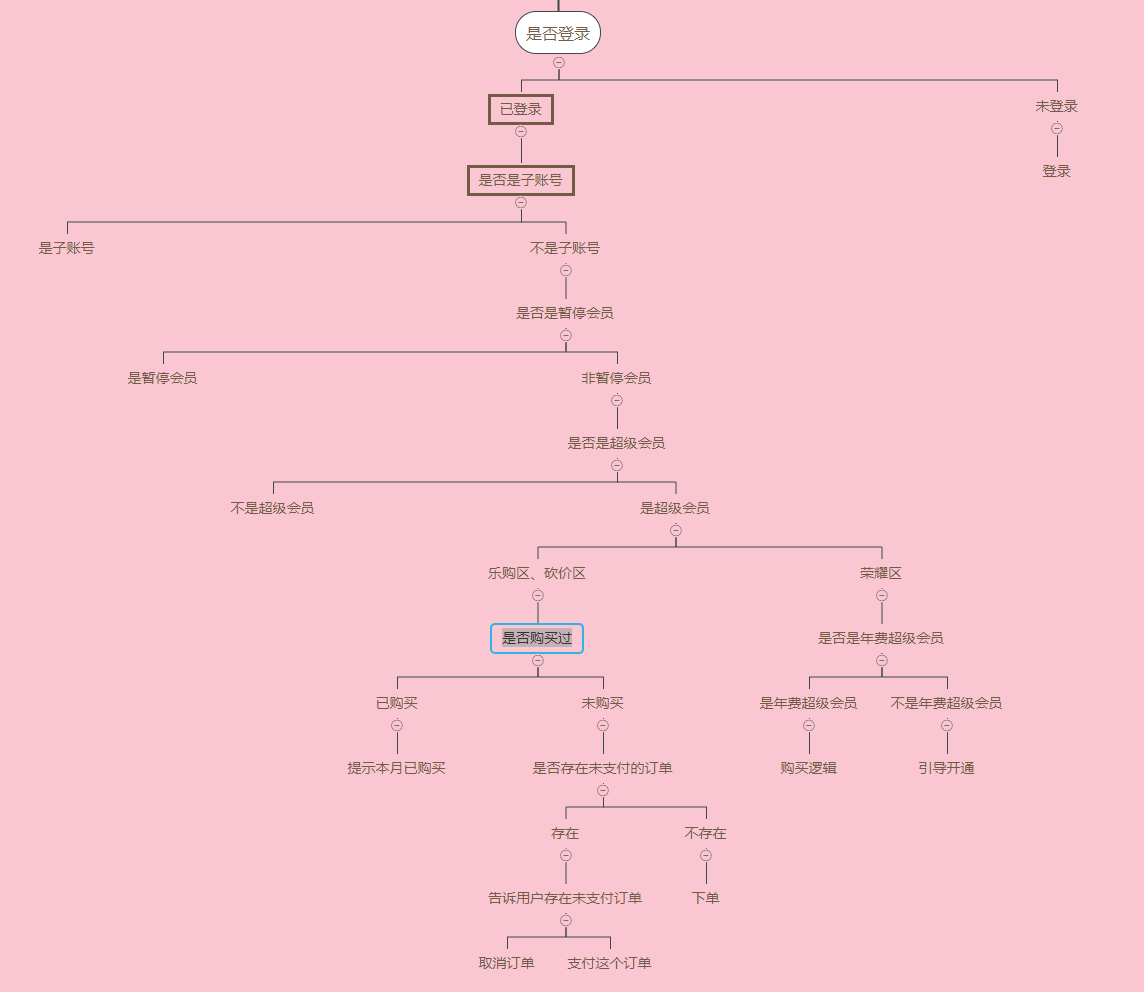 是否登录
已登录
未登录
是否是子账号
登录
是子账号
不是子账号
是否是暂停会员
是暂停会员
非暂停会员
是否是超级会员
不是超级会员
是超级会员
乐购区、砍价区
荣耀区
是否购买过
是否是年费超级会员
已购买
未购买
是年费超级会员
不是年费超级会员
提示本月已购买
是否存在未支付的订单
购买逻辑
引导开通
存在
不存在
告诉用户存在未支付订单
下单
取消订单
支付这个订单